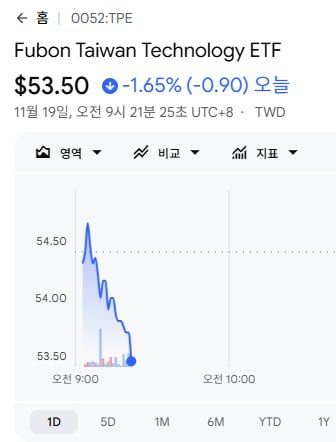 ← 홈 | 0052:TPE
Fubon Taiwan Technology ETF
$53.50 -1.65% (-0.90) 오늘
11월 19일, 오전 9시 21분 25초 UTC+8 · TWD
영역 비교 지표
54.50
54.00
53.50
오전 9:00 오전 10:00
1D 5D 1M 6M YTD 1Y